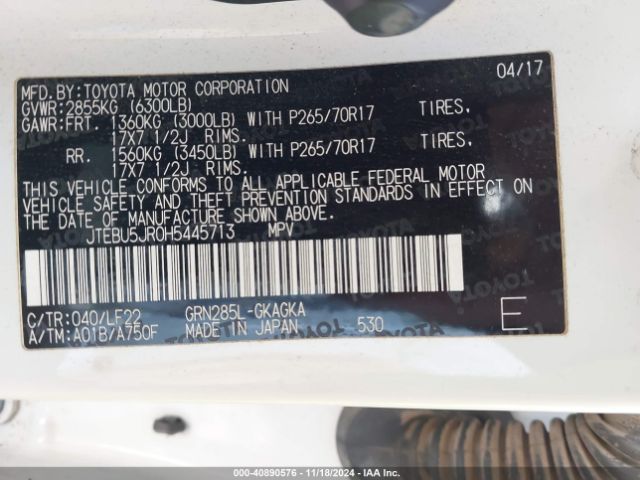 MFD.BY:TOYOTA MOTOR CORPORATION 04/17
GVWR:2855KG (6300LB)
GAWR:FRT. 1360KG (3000LB) WITH P265/70R17 TIRES,
17X7 1/2J RIMS.
RR. 1560KG (3450LB) WITH P265/70R17 TIRES,
17X7 1/2J RIMS.
THIS VEHICLE CONFORMS TO ALL APPLICABLE FEDERAL MOTOR
VEHICLE SAFETY AND THEFT PREVENTION STANDARDS IN EFFECT ON
THE DATE OF MANUFACTURE SHOWN ABOVE.
JTEBU5JR0H5445713 MPV
C/TR:040/LF22 GRN285L-GKAGKA
A/TM:A01B/A750F MADE IN JAPAN 530 E
000-40890576 | 11/18/2024 - IAA Inc.